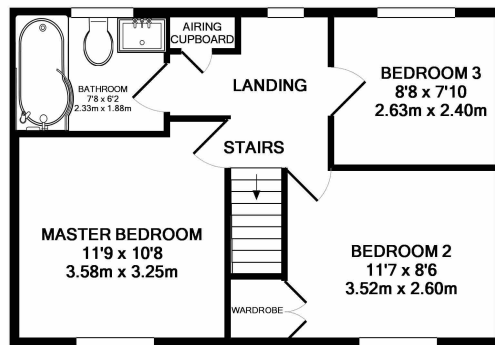 AIRING
CUPBOARD
BATHROOM
7'8 x 6'2
2.33m x 1.88m
LANDING
BEDROOM 3
8'8 x 7'10
2.63m x 2.40m
STAIRS
MASTER BEDROOM
11'9 x 10'8
3.58m x 3.25m
BEDROOM 2
11'7 x 8'6
3.52m x 2.60m
WARDROBE